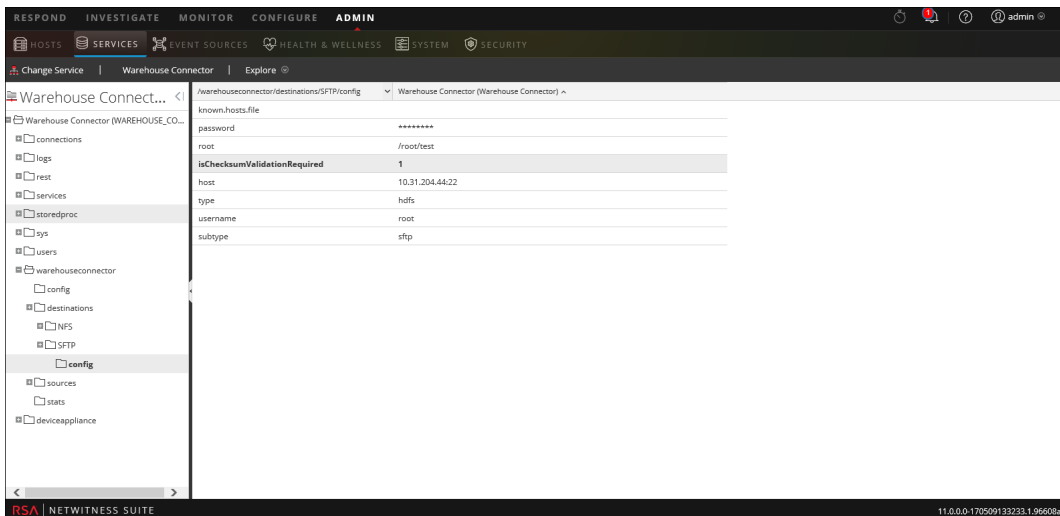 RESPOND INVESTIGATE MONITOR CONFIGURE ADMIN 1 ? admin
HOSTS SERVICES EVENT SOURCES HEALTH & WELLNESS SYSTEM SECURITY
Change Service | Warehouse Connector | Explore
Warehouse Connect...
Warehouse Connector (WAREHOUSE_CO...
connections
logs
rest
services
storedproc
sys
users
warehouseconnector
config
destinations
NFS
SFTP
config
sources
stats
deviceappliance
/warehouseconnector/destinations/SFTP/config Warehouse Connector (Warehouse Connector)
known.hosts.file
password ********
root /root/test
isChecksumValidationRequired 1
host 10.31.204.44:22
type hdfs
username root
subtype sftp
RSA NETWITNESS SUITE 11.0.0.0-170509133233.1.96608a